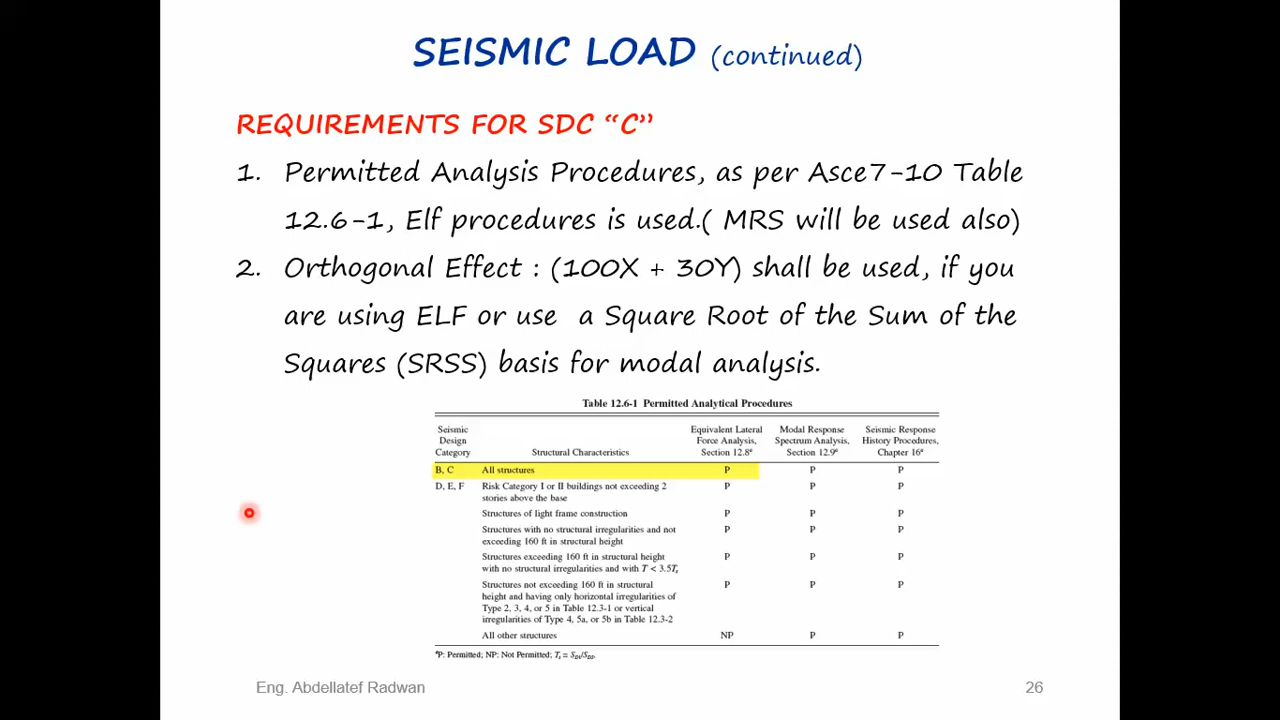 SEISMIC LOAD (continued)
REQUIREMENTS FOR SDC “C”
1. Permitted Analysis Procedures, as per Asce7-10 Table
12.6-1, Elf procedures is used.( MRS will be used also)
2. Orthogonal Effect : (100X + 30Y) shall be used, if you
are using ELF or use a Square Root of the Sum of the
Squares (SRSS) basis for modal analysis.
Table 12.6-1 Permitted Analytical Procedures
Seismic Design Category Structural Characteristics Equivalent Lateral Force Analysis, Section 12.8ᵃ Modal Response Spectrum Analysis, Section 12.9ᵃ Seismic Response History Procedures, Chapter 16ᵃ
B, C All structures P P P
D, E, F Risk Category I or II buildings not exceeding 2 P P P
stories above the base
Structures of light frame construction P P P
Structures with no structural irregularities and not P P P
exceeding 160 ft in structural height
Structures exceeding 160 ft in structural height P P P
with no structural irregularities and with T < 3.5Ts
Structures not exceeding 160 ft in structural P P P
height and having only horizontal irregularities of
Type 2, 3, 4, or 5 in Table 12.3-1 or vertical
irregularities of Type 4, 5a, or 5b in Table 12.3-2
All other structures NP P P
ᵃP: Permitted; NP: Not Permitted; Ts = SD1/SDS.
Eng. Abdellatef Radwan 26